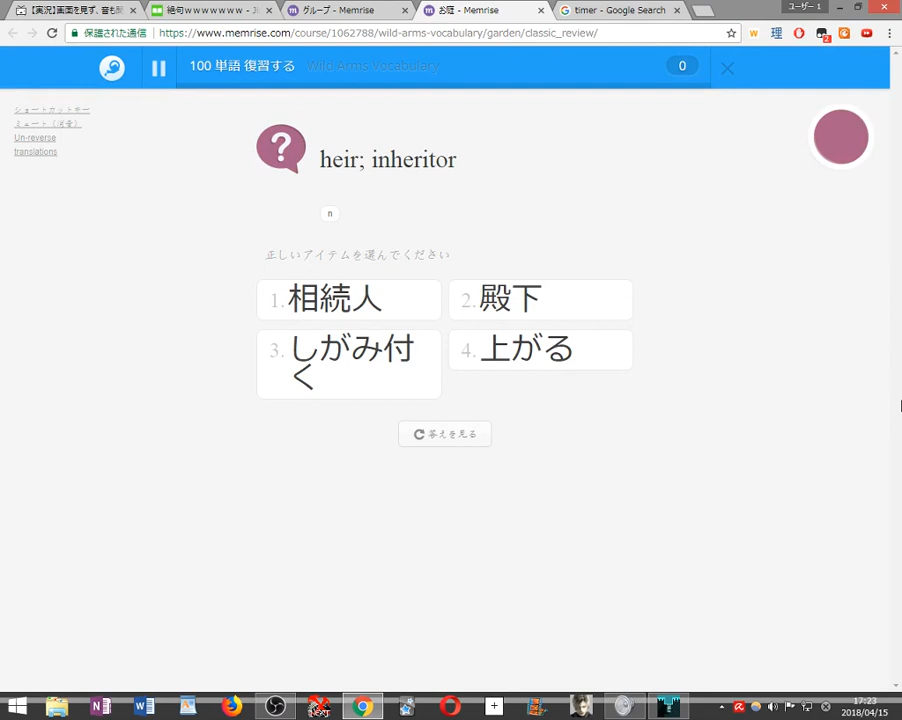 【実況】画面を見ず、音も
絶句ｗｗｗｗｗｗｗ - J
グループ - Memrise
お庭 - Memrise
timer - Google Search
ユーザー 1
保護された通信
https://www.memrise.com/course/1062788/wild-arms-vocabulary/garden/classic_review/
100 単語 復習する
Wild Arms Vocabulary
0
ショートカットキー
ミュート（消音）
Un-reverse
translations
heir; inheritor
n
正しいアイテムを選んでください
1. 相続人
2. 殿下
3. しがみ付
く
4. 上がる
答えを見る
17:23
2018/04/15